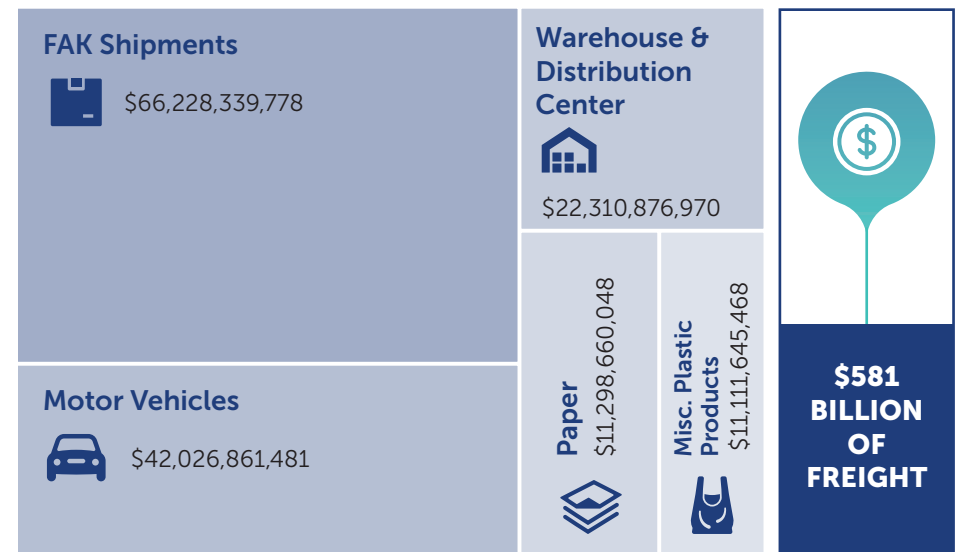 FAK Shipments
$66,228,339,778
Warehouse &
Distribution
Center
$22,310,876,970
Motor Vehicles
$42,026,861,481
Paper
$11,298,660,048
Misc. Plastic
Products
$11,111,645,468
$
$581
BILLION
OF
FREIGHT